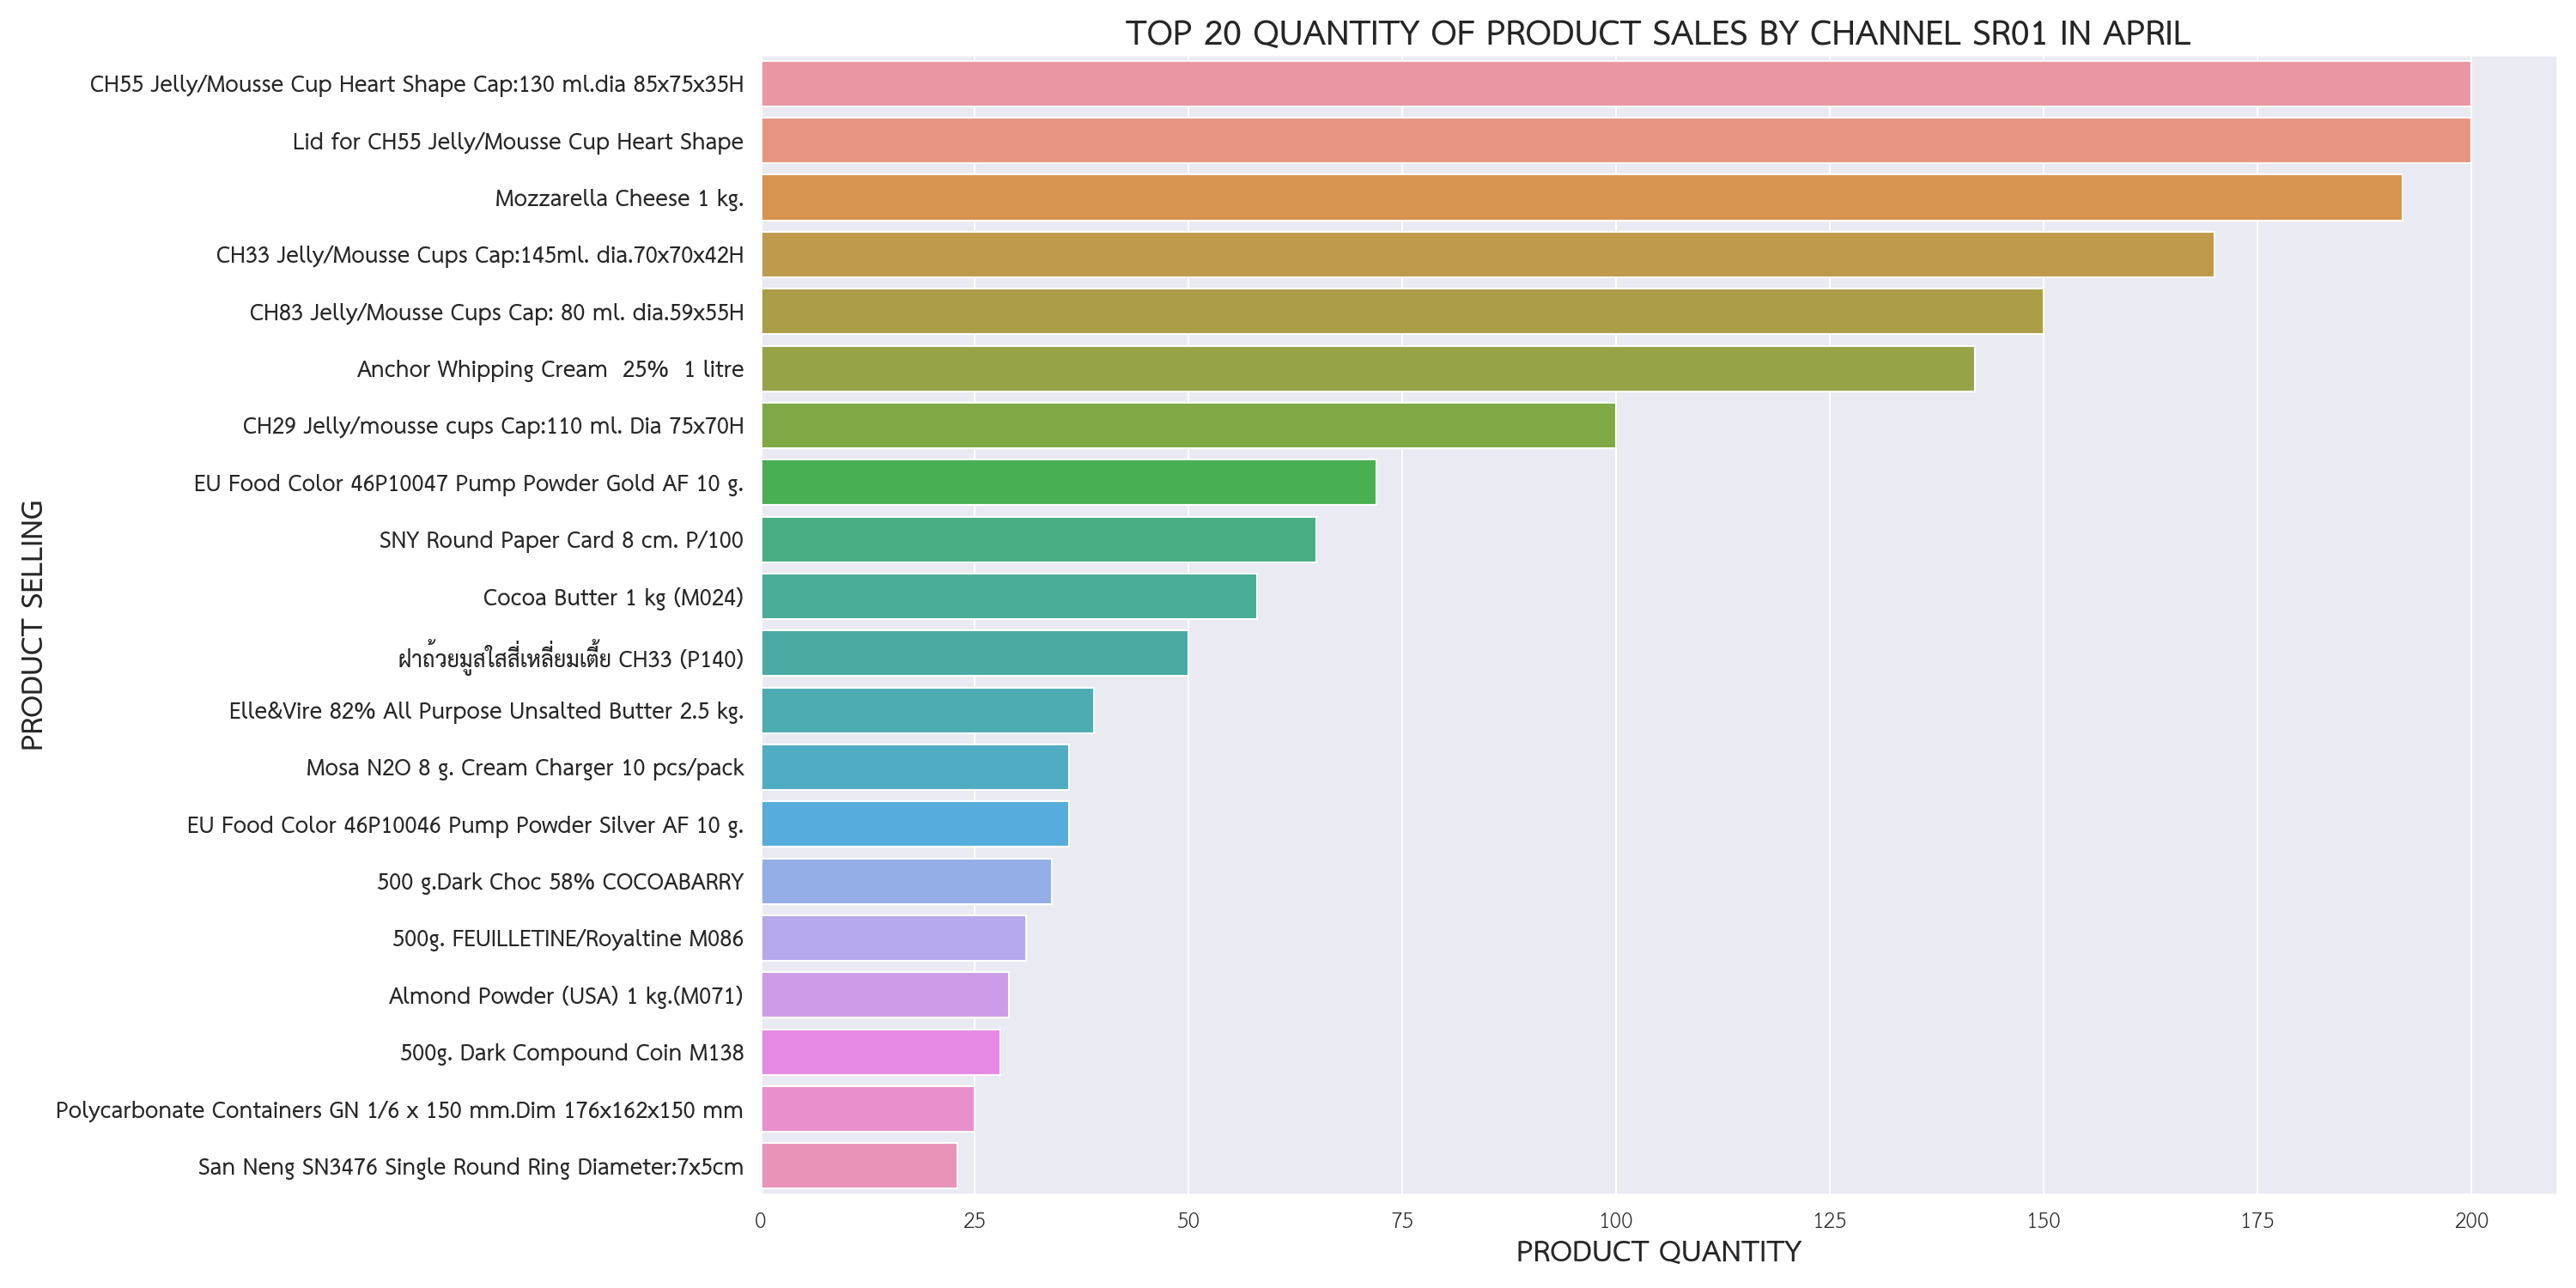 TOP 20 QUANTITY OF PRODUCT SALES BY CHANNEL SR01 IN APRIL
PRODUCT SELLING
CH55 Jelly/Mousse Cup Heart Shape Cap:130 ml.dia 85x75x35H
Lid for CH55 Jelly/Mousse Cup Heart Shape
Mozzarella Cheese 1 kg.
CH33 Jelly/Mousse Cups Cap:145ml. dia.70x70x42H
CH83 Jelly/Mousse Cups Cap: 80 ml. dia.59x55H
Anchor Whipping Cream  25%  1 litre
CH29 Jelly/mousse cups Cap:110 ml. Dia 75x70H
EU Food Color 46P10047 Pump Powder Gold AF 10 g.
SNY Round Paper Card 8 cm. P/100
Cocoa Butter 1 kg (M024)
ฝาถ้วยมูสใสสี่เหลี่ยมเตี้ย CH33 (P140)
Elle&Vire 82% All Purpose Unsalted Butter 2.5 kg.
Mosa N2O 8 g. Cream Charger 10 pcs/pack
EU Food Color 46P10046 Pump Powder Silver AF 10 g.
500 g.Dark Choc 58% COCOABARRY
500g. FEUILLETINE/Royaltine M086
Almond Powder (USA) 1 kg.(M071)
500g. Dark Compound Coin M138
Polycarbonate Containers GN 1/6 x 150 mm.Dim 176x162x150 mm
San Neng SN3476 Single Round Ring Diameter:7x5cm
0 25 50 75 100 125 150 175 200
PRODUCT QUANTITY